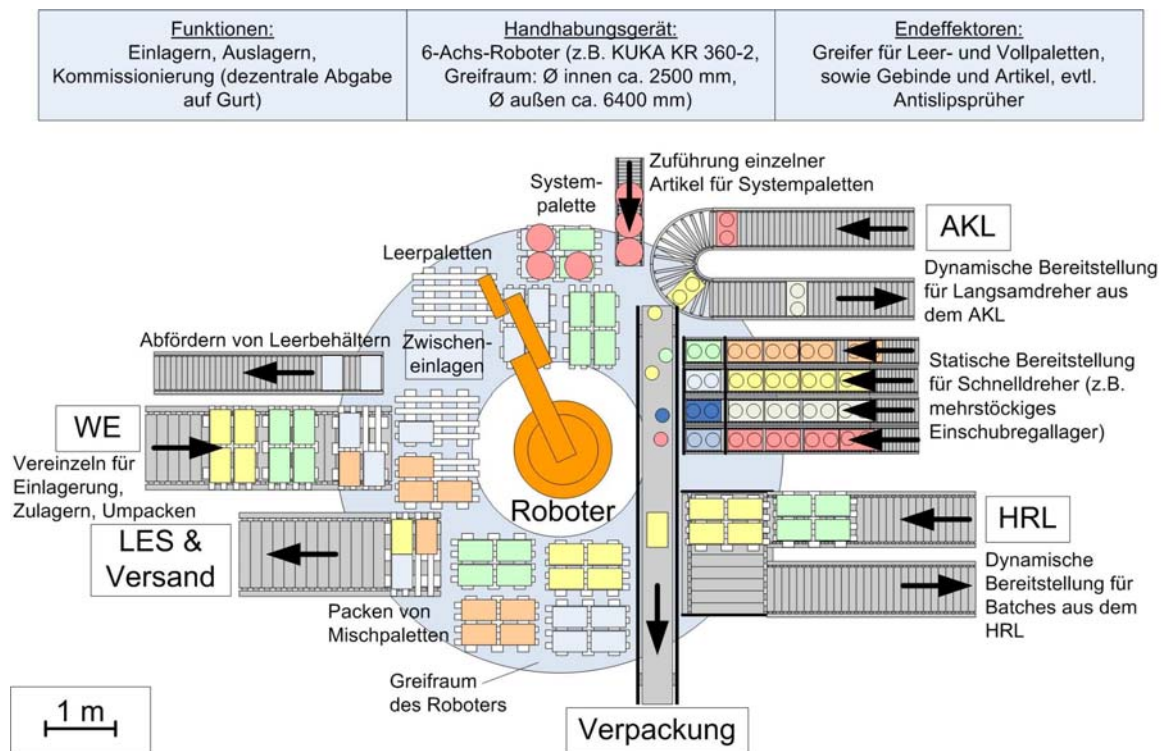 Funktionen:
Einlagern, Auslagern,
Kommissionierung (dezentrale Abgabe
auf Gurt)
Handhabungsgerät:
6-Achs-Roboter (z.B. KUKA KR 360-2,
Greifraum: Ø innen ca. 2500 mm,
Ø außen ca. 6400 mm)
Endeffektoren:
Greifer für Leer- und Vollpaletten,
sowie Gebinde und Artikel, evtl.
Antislipsprüher
Zuführung einzelner
Artikel für Systempaletten
System-
palette
Leerpaletten
AKL
Dynamische Bereitstellung
für Langsamdreher aus
dem AKL
Abfördern von Leerbehältern
Zwischen-
einlagen
Statische Bereitstellung
für Schnelldreher (z.B.
mehrstöckiges
Einschubregallager)
WE
Vereinzeln für
Einlagerung,
Zulagern, Umpacken
Roboter
HRL
Dynamische
Bereitstellung für
Batches aus dem
HRL
LES &
Versand
Packen von
Mischpaletten
Greifraum
des Roboters
1 m
Verpackung